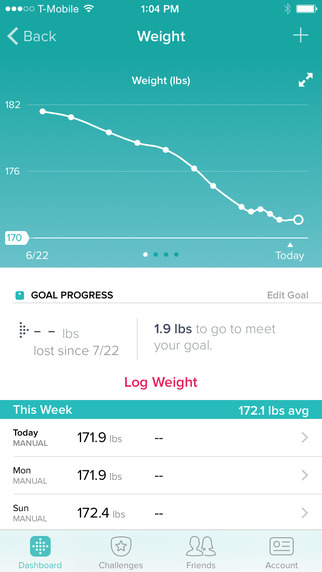 T-Mobile 1:04 PM
Back Weight +
Weight (lbs)
182
176
170
6/22 Today
GOAL PROGRESS Edit Goal
-- lbs
lost since 7/22
1.9 lbs to go to meet
your goal.
Log Weight
This Week 172.1 lbs avg
Today
MANUAL
171.9 lbs --
Mon
MANUAL
171.9 lbs --
Sun
MANUAL
172.4 lbs --
Dashboard Challenges Friends Account